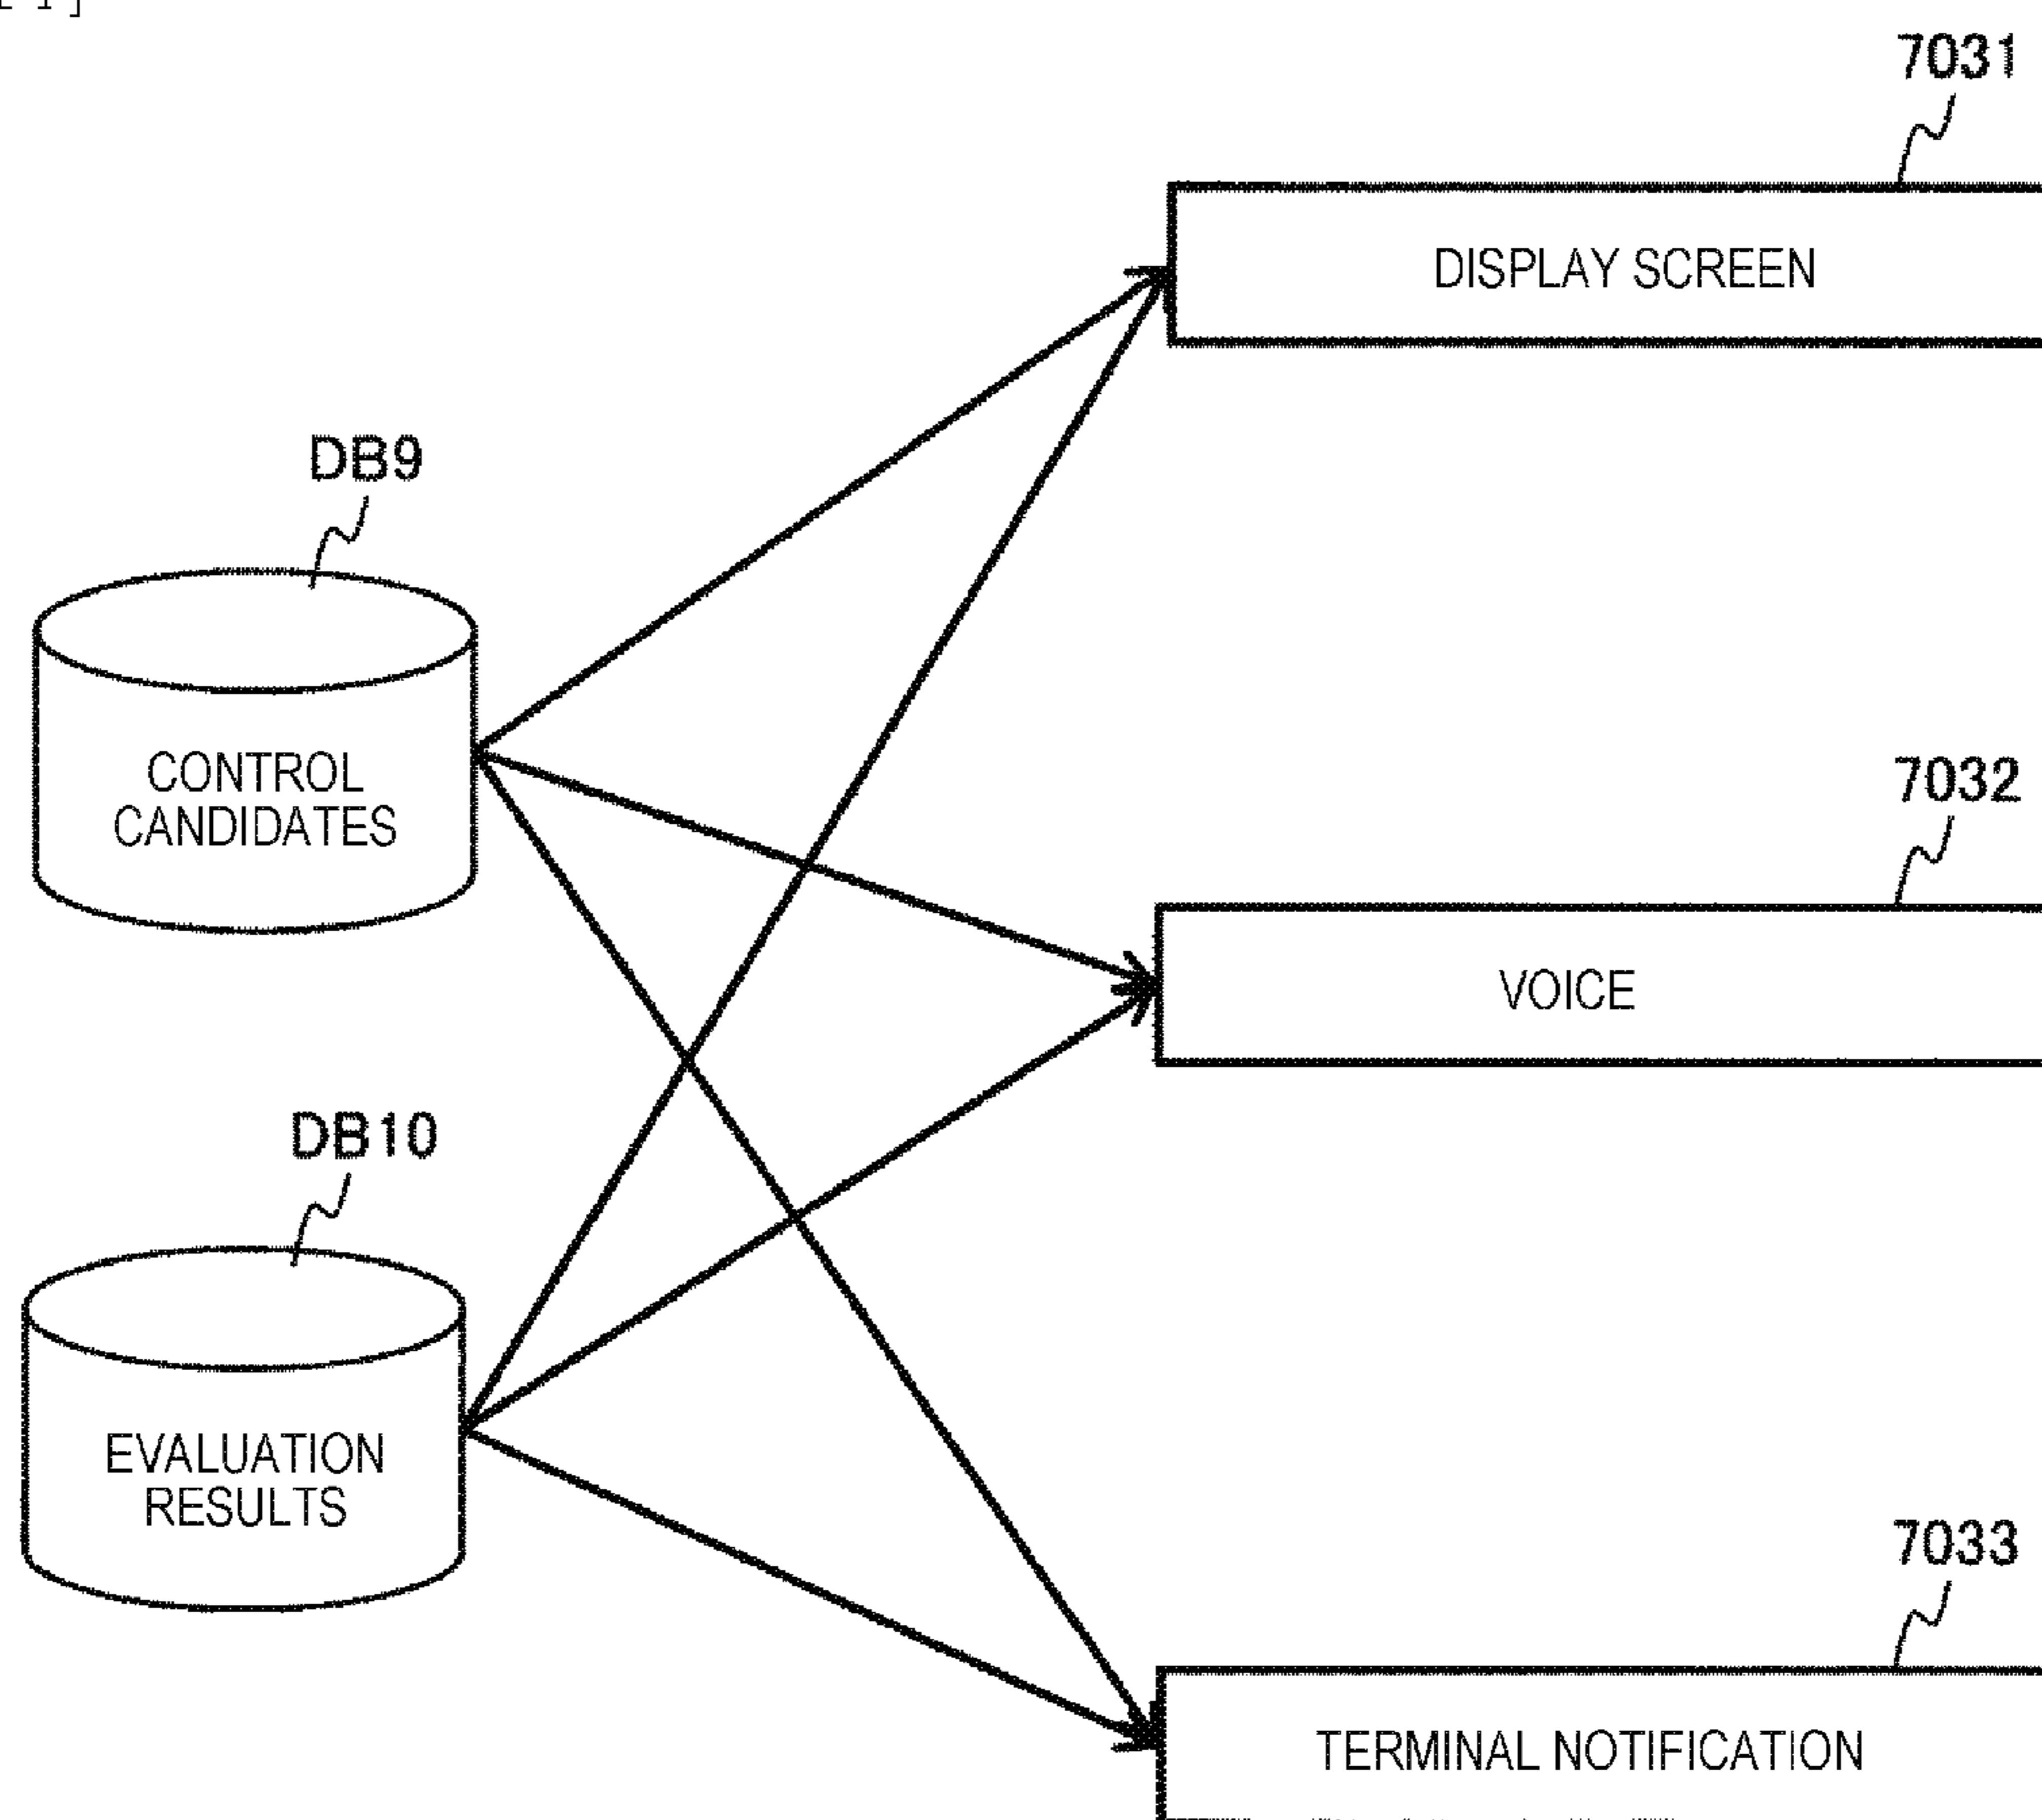 7031
DISPLAY SCREEN
DB9
CONTROL
CANDIDATES
7032
VOICE
DB10
EVALUATION
RESULTS
7033
TERMINAL NOTIFICATION